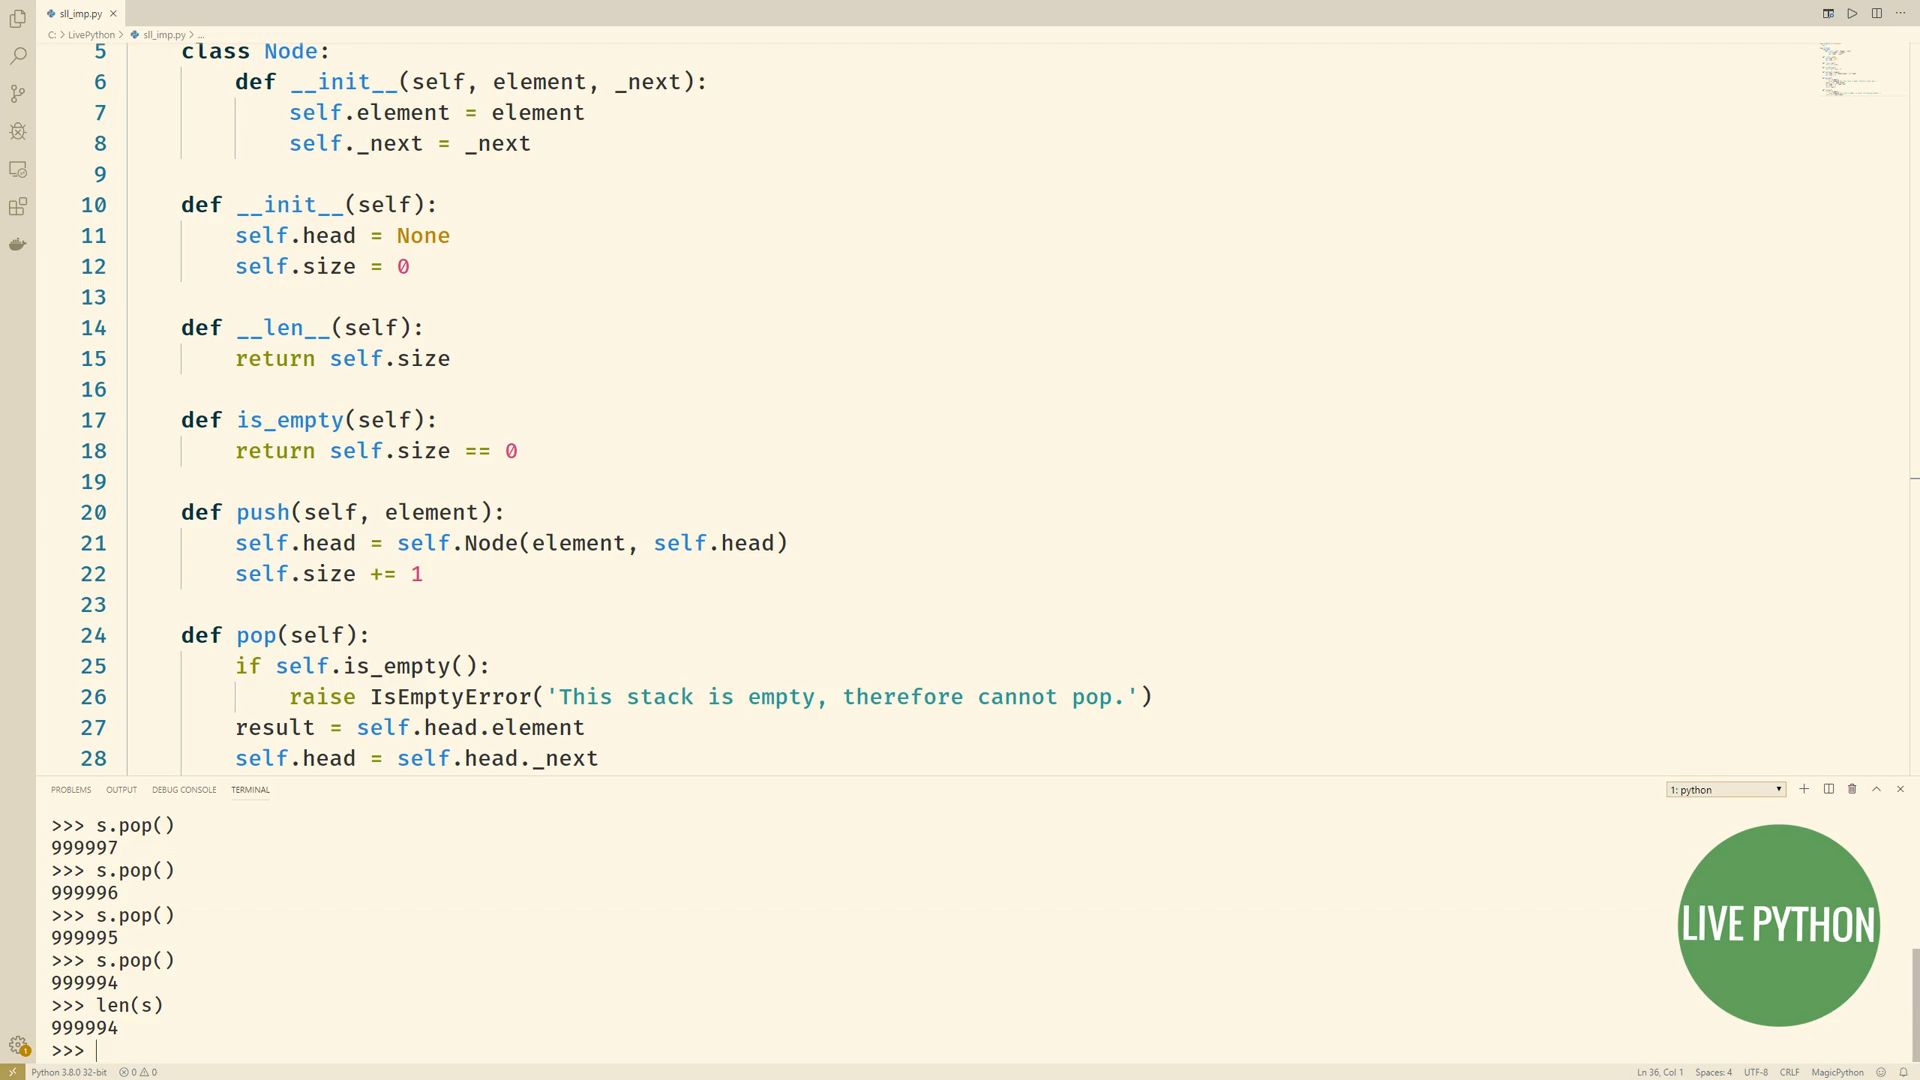 sll_imp.py
C: > LivePython > sll_imp.py > ...
5 class Node:
6 def __init__(self, element, _next):
7 self.element = element
8 self._next = _next
9
10 def __init__(self):
11 self.head = None
12 self.size = 0
13
14 def __len__(self):
15 return self.size
16
17 def is_empty(self):
18 return self.size == 0
19
20 def push(self, element):
21 self.head = self.Node(element, self.head)
22 self.size += 1
23
24 def pop(self):
25 if self.is_empty():
26 raise IsEmptyError('This stack is empty, therefore cannot pop.')
27 result = self.head.element
28 self.head = self.head._next
PROBLEMS OUTPUT DEBUG CONSOLE TERMINAL 1: python
>>> s.pop()
999997
>>> s.pop()
999996
>>> s.pop()
999995
>>> s.pop()
999994
>>> len(s)
999994
>>>
LIVE PYTHON
1
Python 3.8.0 32-bit 0 0 Ln 36, Col 1 Spaces: 4 UTF-8 CRLF MagicPython